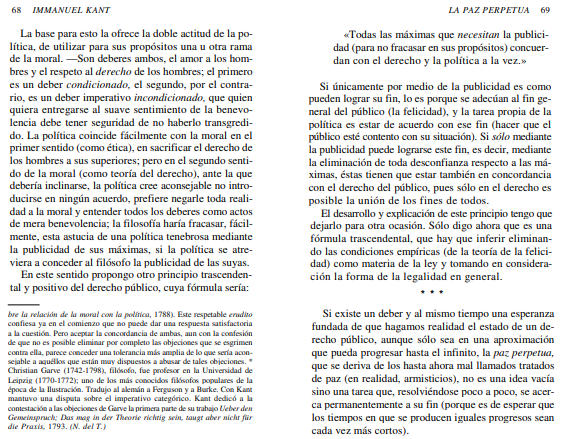 68 IMMANUEL KANT
La base para esto la ofrece la doble actitud de la po-
lítica, de utilizar para sus propósitos una u otra rama
de la moral. —Son deberes ambos, el amor a los hom-
bres y el respeto al derecho de los hombres; el primero
es un deber condicionado, el segundo, por el contra-
rio, es un deber imperativo incondicionado, que quien
quiera entregarse al suave sentimiento de la benevo-
lencia debe tener seguridad de no haberlo transgredi-
do. La política coincide fácilmente con la moral en el
primer sentido (como ética), en sacrificar el derecho de
los hombres a sus superiores; pero en el segundo senti-
do de la moral (como teoría del derecho), ante la que
debería inclinarse, la política cree aconsejable no intro-
ducirse en ningún acuerdo, prefiere negarle toda reali-
dad a la moral y entender todos los deberes como actos
de mera benevolencia; la filosofía haría fracasar, fácil-
mente, esta astucia de una política tenebrosa mediante
la publicidad de sus máximas, si la política se atre-
viera a conceder al filósofo la publicidad de las suyas.
En este sentido propongo otro principio trascenden-
tal y positivo del derecho público, cuya fórmula sería:
bre la relación de la moral con la política, 1788). Este respetable erudito
confiesa ya en el comienzo que no puede dar una respuesta satisfactoria
a la cuestión. Pero aceptar la concordancia de ambas, aun con la confesión
de que no es posible eliminar por completo las objeciones que se esgrimen
contra ella, parece conceder una tolerancia más amplia de lo que sería acon-
sejable a aquéllos que están muy dispuestos a abusar de tales objeciones. *
Christian Garve (1742-1798), filósofo, fue profesor en la Universidad de
Leipzig (1770-1772); uno de los más conocidos filósofos populares de la
época de la Ilustración. Tradujo al alemán a Ferguson y a Burke. Con Kant
mantuvo una disputa sobre el imperativo categórico. Kant dedicó a la
contestación a las objeciones de Garve la primera parte de su trabajo Ueber den
Gemeinspruch; Das mag in der Theorie richtig sein, taugt aber nicht für
die Praxis, 1793. (N. del T.)
LA PAZ PERPETUA 69
«Todas las máximas que necesitan la publici-
dad (para no fracasar en sus propósitos) concuer-
dan con el derecho y la política a la vez.»
Si únicamente por medio de la publicidad es como
pueden lograr su fin, lo es porque se adecúan al fin ge-
neral del público (la felicidad), y la tarea propia de la
política es estar de acuerdo con ese fin (hacer que el
público esté contento con su situación). Si sólo mediante
la publicidad puede lograrse este fin, es decir, mediante
la eliminación de toda desconfianza respecto a las má-
ximas, éstas tienen que estar también en concordancia
con el derecho del público, pues sólo en el derecho es
posible la unión de los fines de todos.
El desarrollo y explicación de este principio tengo que
dejarlo para otra ocasión. Sólo digo ahora que es una
fórmula trascendental, que hay que inferir eliminan-
do las condiciones empíricas (de la teoría de la felici-
dad) como materia de la ley y tomando en considera-
ción la forma de la legalidad en general.
* * *
Si existe un deber y al mismo tiempo una esperanza
fundada de que hagamos realidad el estado de un de-
recho público, aunque sólo sea en una aproximación
que pueda progresar hasta el infinito, la paz perpetua,
que se deriva de los hasta ahora mal llamados tratados
de paz (en realidad, armisticios), no es una idea vacía
sino una tarea que, resolviéndose poco a poco, se acer-
ca permanentemente a su fin (porque es de esperar que
los tiempos en que se producen iguales progresos sean
cada vez más cortos).